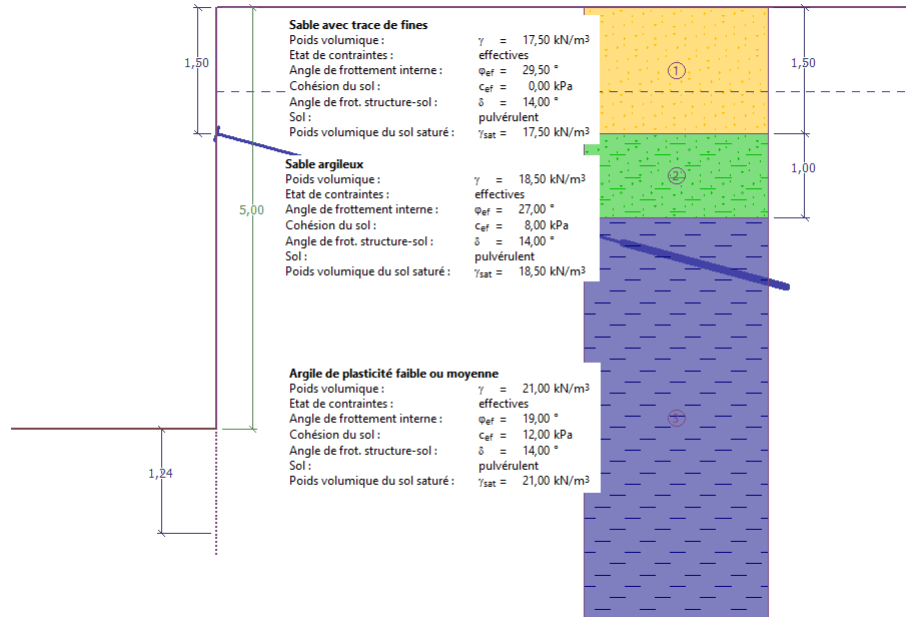 Sable avec trace de fines
Poids volumique : γ = 17,50 kN/m³
Etat de contraintes : effectives
Angle de frottement interne : φef = 29,50 °
Cohésion du sol : cef = 0,00 kPa
Angle de frot. structure-sol : δ = 14,00 °
Sol : pulvérulent
Poids volumique du sol saturé : γsat = 17,50 kN/m³
1,50
1
1,50
Sable argileux
Poids volumique : γ = 18,50 kN/m³
Etat de contraintes : effectives
Angle de frottement interne : φef = 27,00 °
Cohésion du sol : cef = 8,00 kPa
Angle de frot. structure-sol : δ = 14,00 °
Sol : pulvérulent
Poids volumique du sol saturé : γsat = 18,50 kN/m³
2
1,00
5,00
Argile de plasticité faible ou moyenne
Poids volumique : γ = 21,00 kN/m³
Etat de contraintes : effectives
Angle de frottement interne : φef = 19,00 °
Cohésion du sol : cef = 12,00 kPa
Angle de frot. structure-sol : δ = 14,00 °
Sol : pulvérulent
Poids volumique du sol saturé : γsat = 21,00 kN/m³
3
1,24